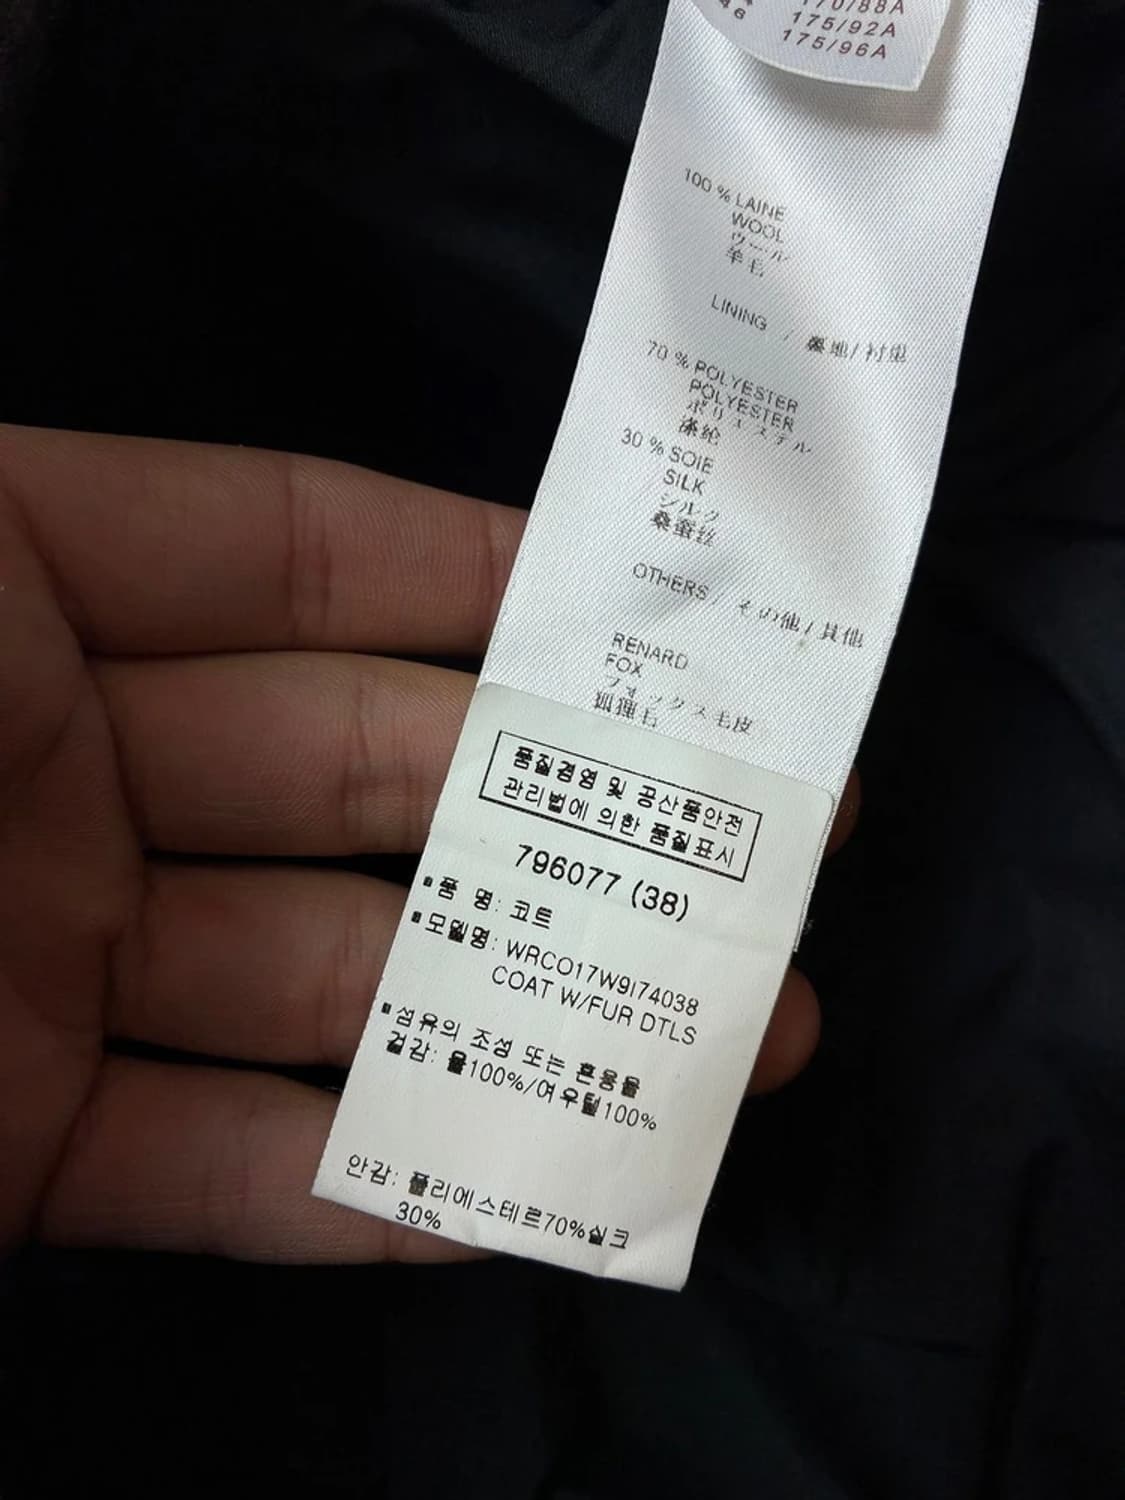 46
170/88A
175/92A
175/96A
100 % LAINE
WOOL
ウール
羊毛
LINING / 裏地/衬里
70 % POLYESTER
POLYESTER
ポリエステル
涤纶
30 % SOIE
SILK
シルク
桑蚕丝
OTHERS / その他/其他
RENARD
FOX
フォックス毛皮
狐狸毛
품질경영 및 공산품안전
관리법에 의한 품질표시
796077 (38)
품 명: 코트
모델명: WRCO17W9I74038
COAT W/FUR DTLS
섬유의 조성 또는 혼용율
겉감: 울100%/여우털100%
안감: 폴리에스테르70%실크
30%